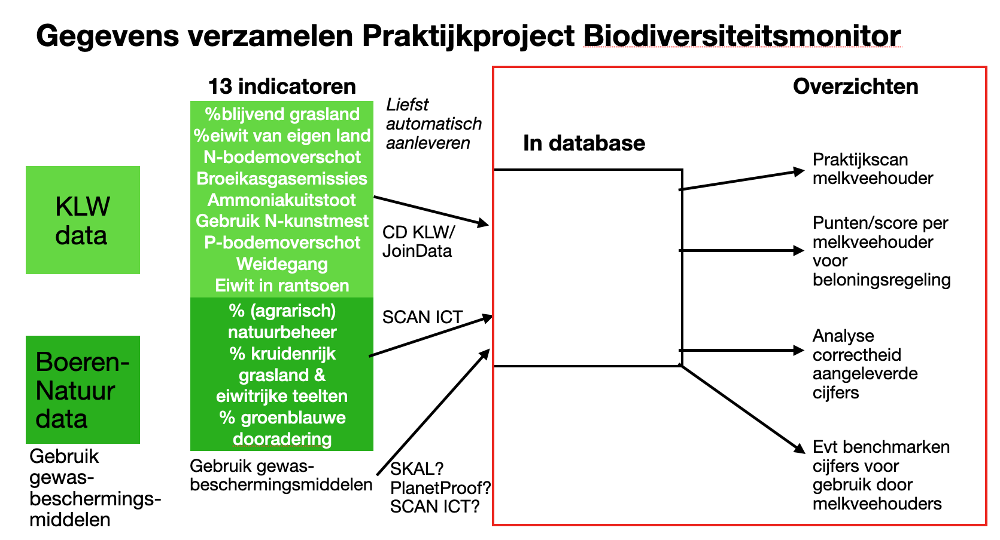 Gegevens verzamelen Praktijkproject Biodiversiteitsmonitor
KLW
data
Boeren-
Natuur
data
Gebruik
gewas-
beschermings-
middelen
13 indicatoren
%blijvend grasland
%eiwit van eigen land
N-bodemoverschot
Broeikasgasemissies
Ammoniakuitstoot
Gebruik N-kunstmest
P-bodemoverschot
Weidegang
Eiwit in rantsoen
% (agrarisch)
natuurbeheer
% kruidenrijk
grasland &
eiwitrijke teelten
% groenblauwe
dooradering
Gebruik gewas-
beschermingsmiddelen
Liefst
automatisch
aanleveren
CD KLW/
JoinData
SCAN ICT
SKAL?
PlanetProof?
SCAN ICT?
In database
Overzichten
Praktijkscan
melkveehouder
Punten/score per
melkveehouder
voor
beloningsregeling
Analyse
correctheid
aangeleverde
cijfers
Evt benchmarken
cijfers voor
gebruik door
melkveehouders